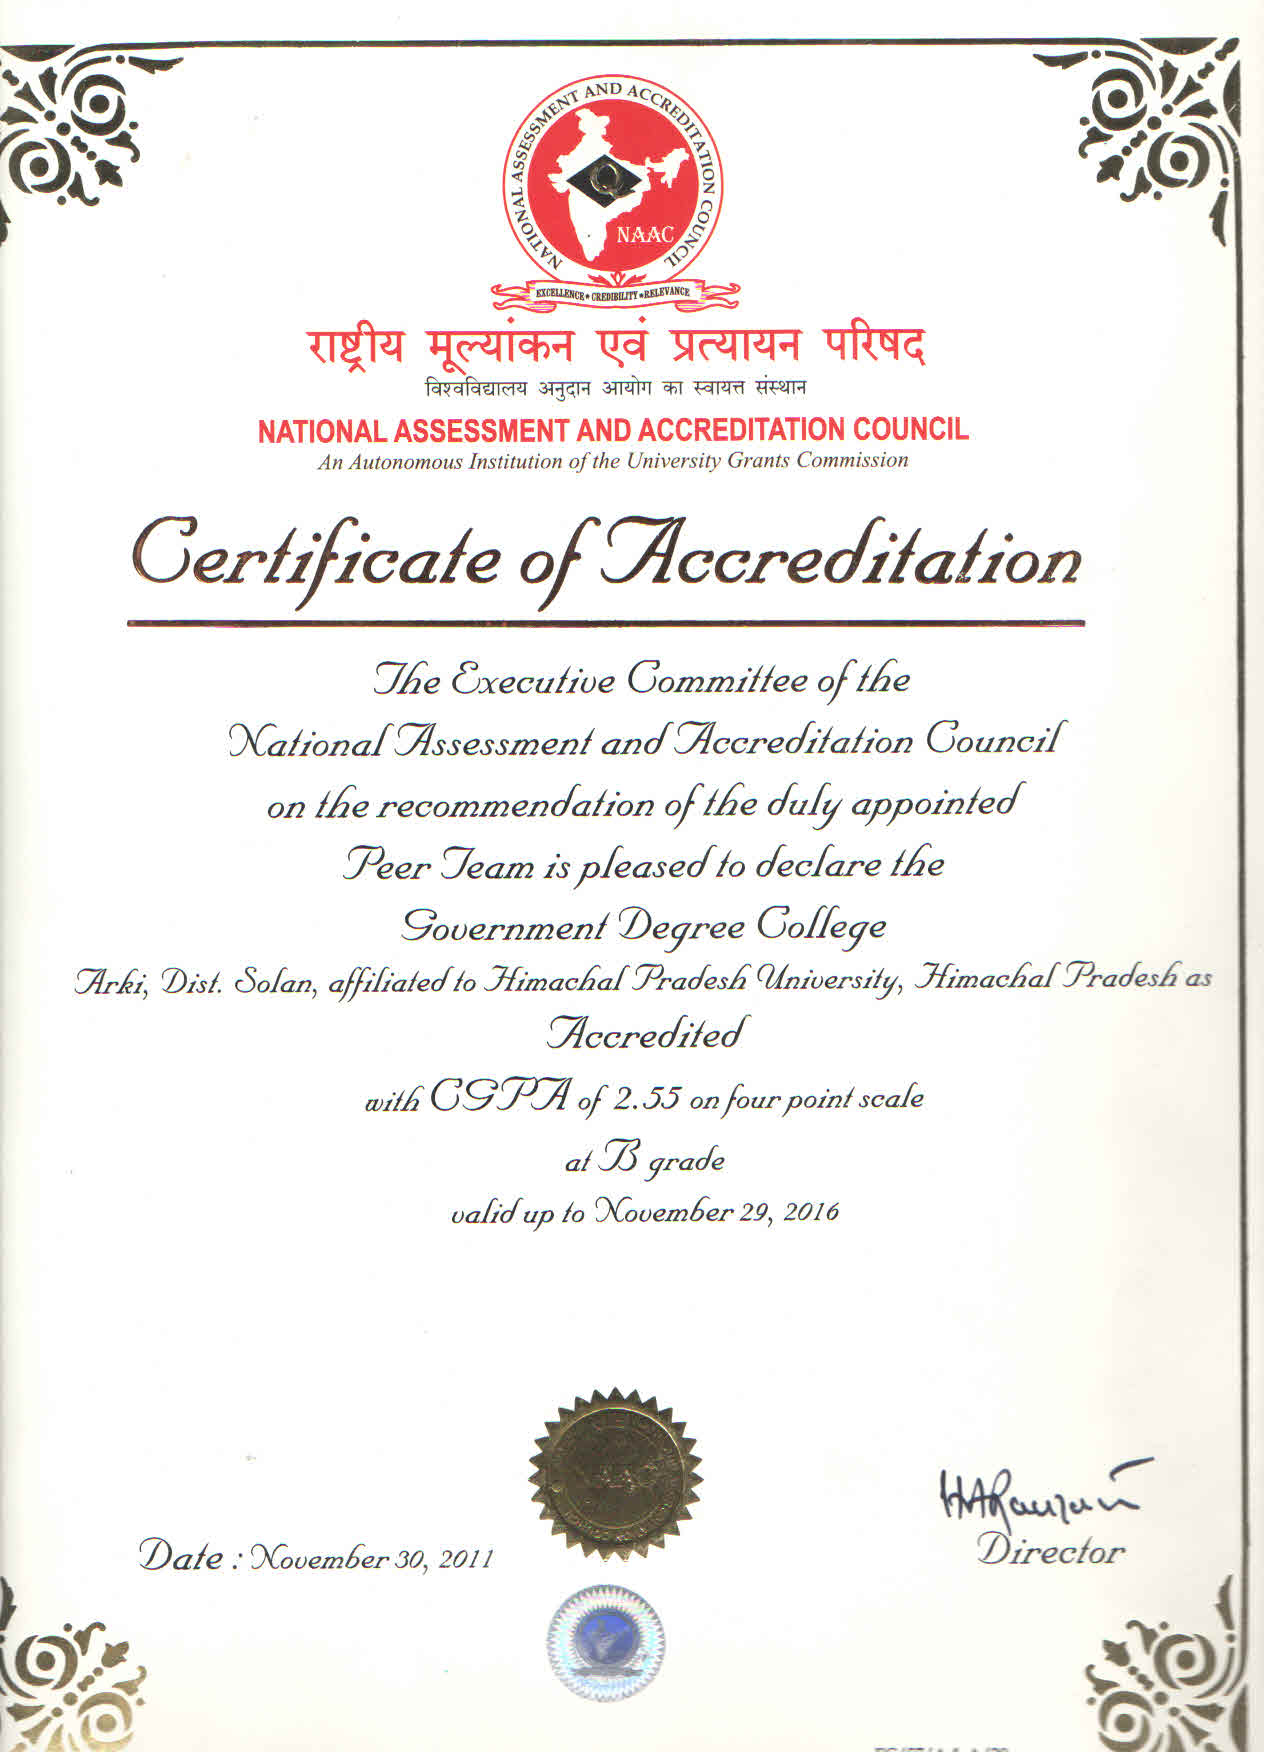 NATIONAL ASSESSMENT AND ACCREDITATION COUNCIL
Q
NAAC
EXCELLENCE★CREDIBILITY★RELEVANCE
राष्ट्रीय मूल्यांकन एवं प्रत्यायन परिषद
विश्वविद्यालय अनुदान आयोग का स्वायत्त संस्थान
NATIONAL ASSESSMENT AND ACCREDITATION COUNCIL
An Autonomous Institution of the University Grants Commission
Certificate of Accreditation
The Executive Committee of the
National Assessment and Accreditation Council
on the recommendation of the duly appointed
Peer Team is pleased to declare the
Government Degree College
Arki, Dist. Solan, affiliated to Himachal Pradesh University, Himachal Pradesh as
Accredited
with CGPA of 2.55 on four point scale
at B grade
valid up to November 29, 2016
Date : November 30, 2011
Director